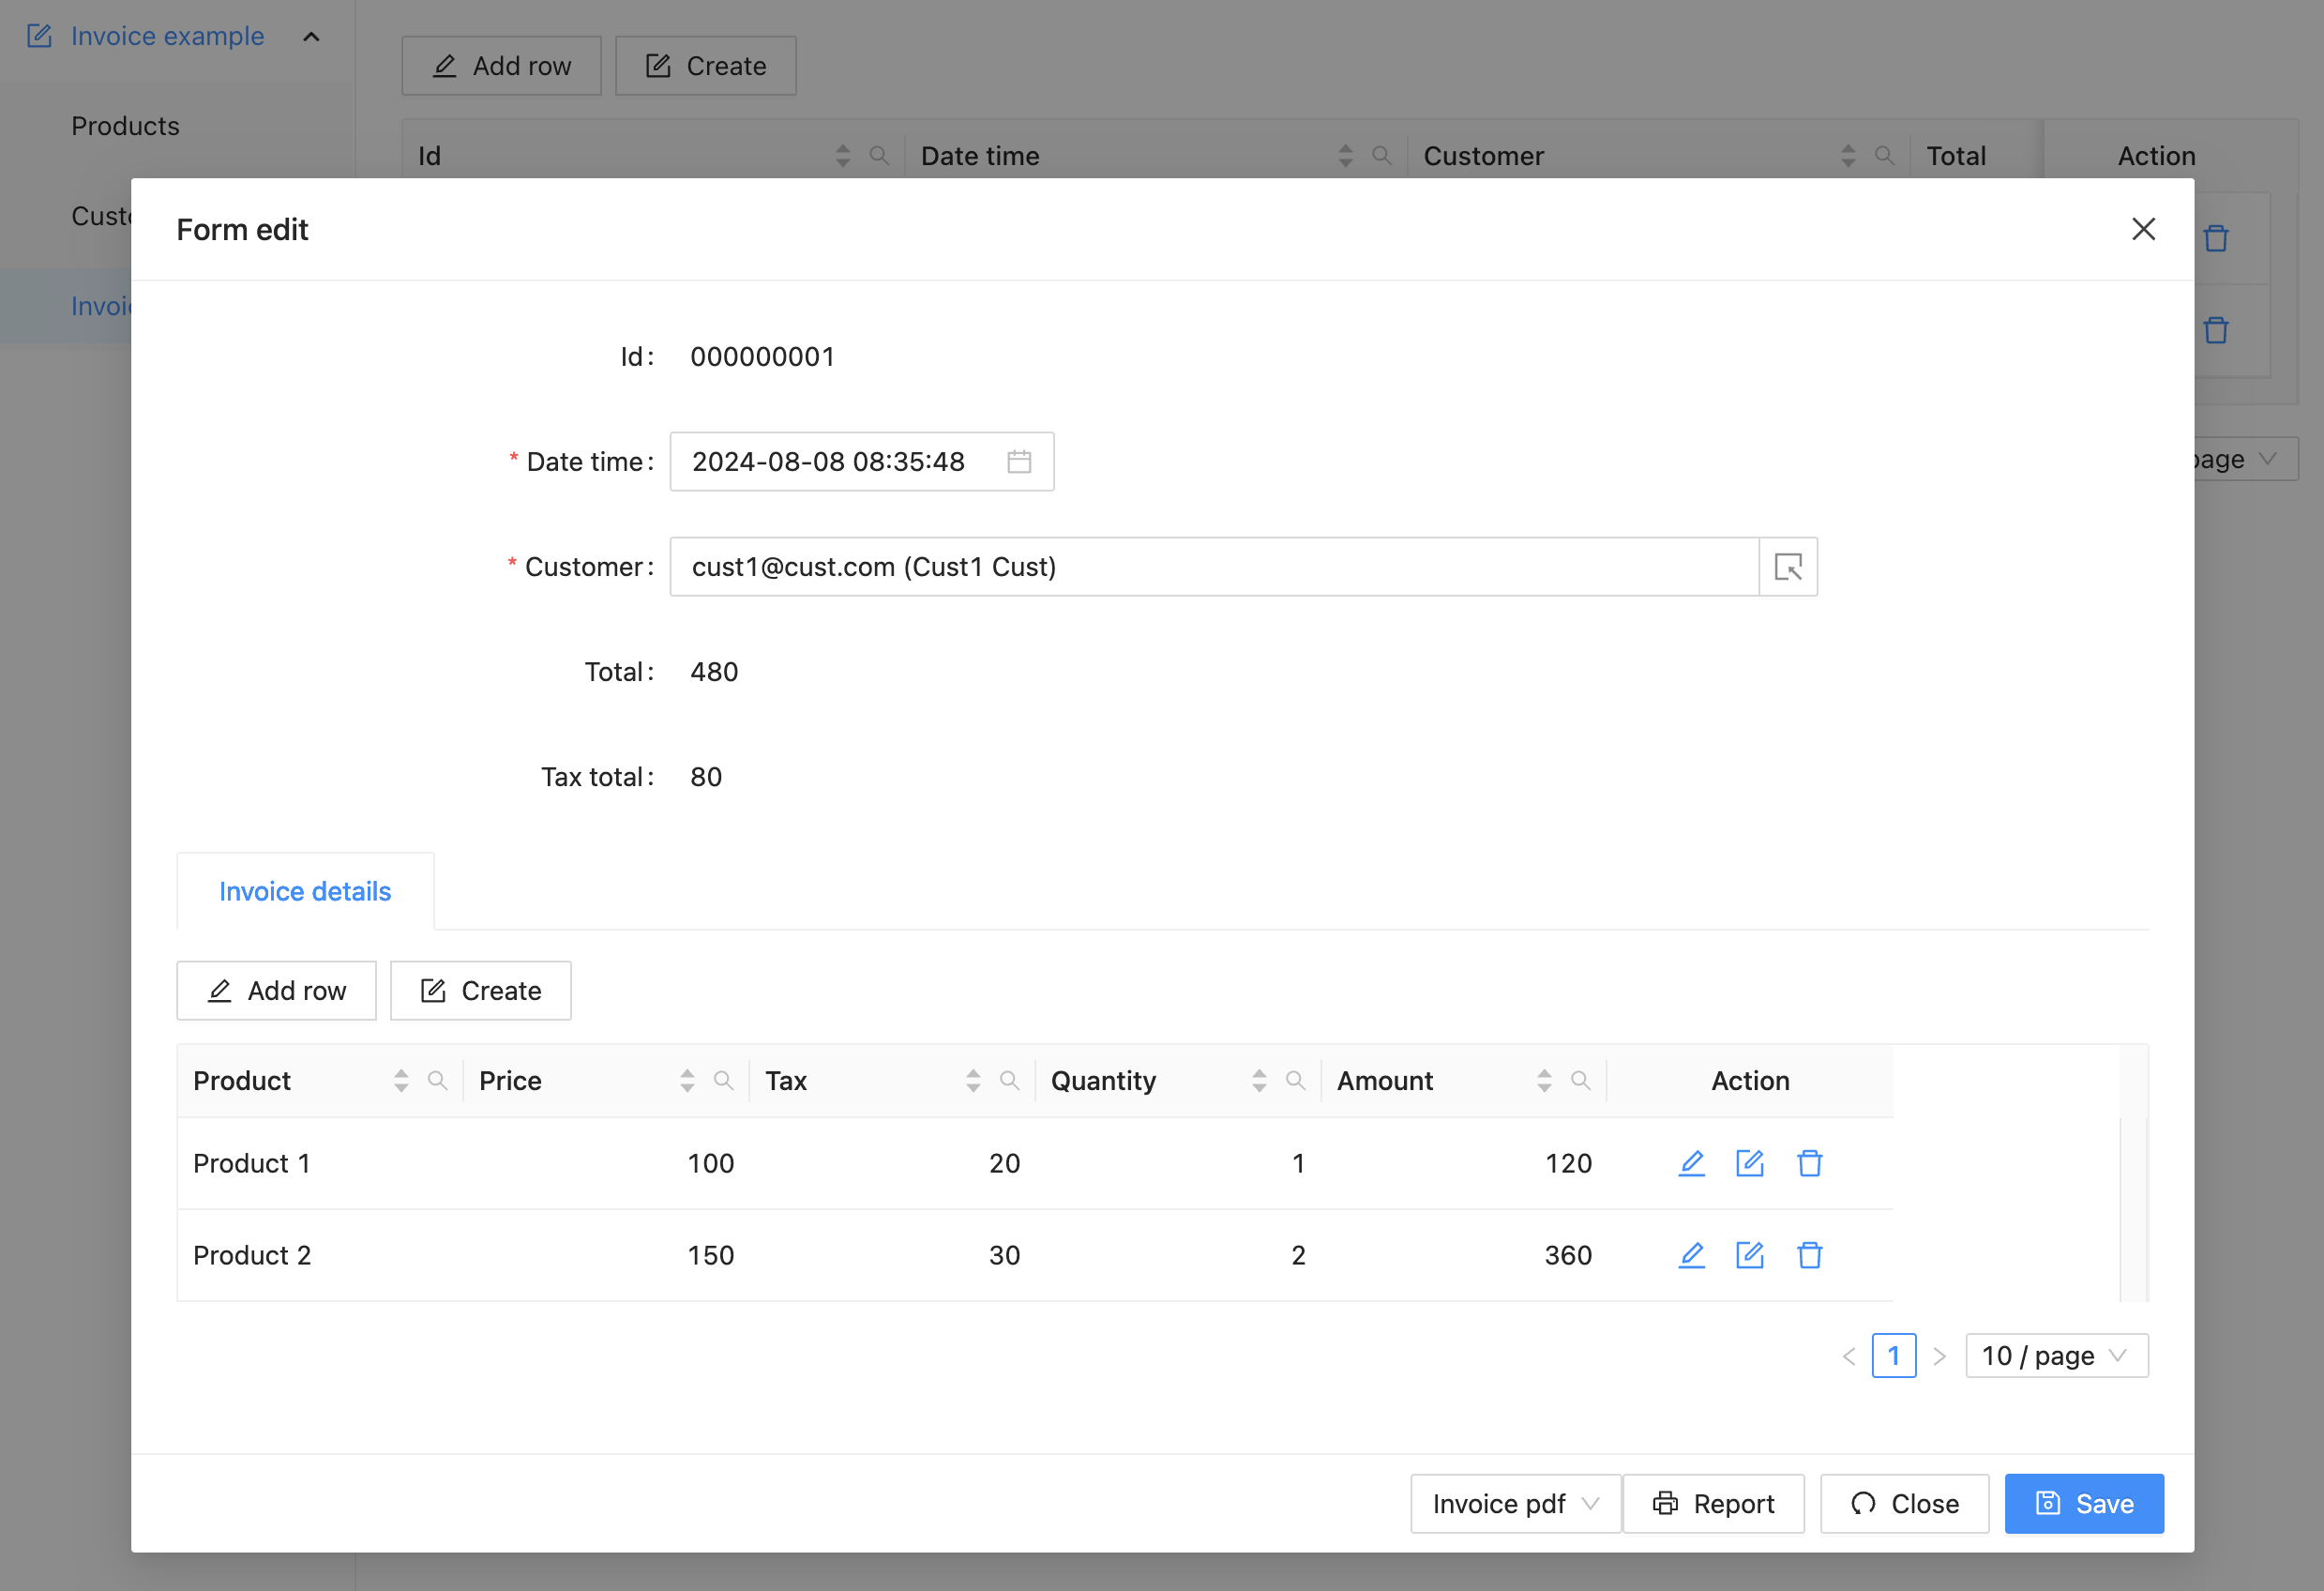 Invoice example
Add row
Create
Products
Id
Date time
Customer
Total
Action
Form edit
Id: 000000001
* Date time: 2024-08-08 08:35:48
* Customer: cust1@cust.com (Cust1 Cust)
page
Total: 480
Tax total: 80
Invoice details
Add row
Create
Product Price Tax Quantity Amount Action
Product 1 100 20 1 120
Product 2 150 30 2 360
1
10 / page
Invoice pdf
Report
Close
Save